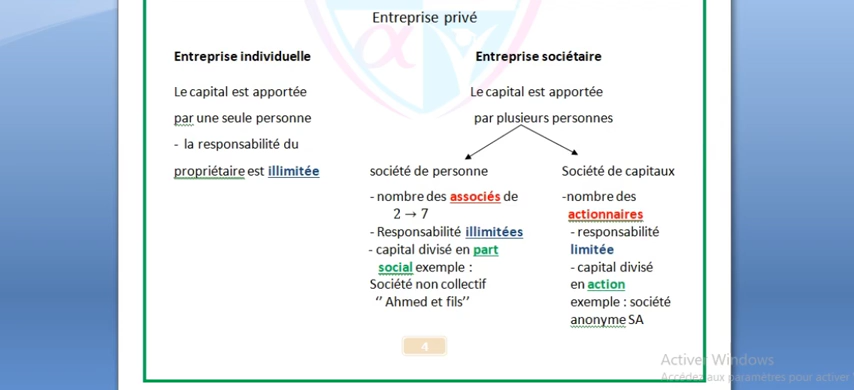 Entreprise privé
Entreprise individuelle
Le capital est apportée
par une seule personne
- la responsabilité du
propriétaire est illimitée
Entreprise sociétaire
Le capital est apportée
par plusieurs personnes
société de personne
- nombre des associés de
2 → 7
- Responsabilité illimitées
- capital divisé en part
social exemple :
Société non collectif
‘’ Ahmed et fils’’
Société de capitaux
-nombre des
actionnaires
- responsabilité
limitée
- capital divisé
en action
exemple : société
anonyme SA
4
Activer Windows
Accédez aux paramètres pour activer